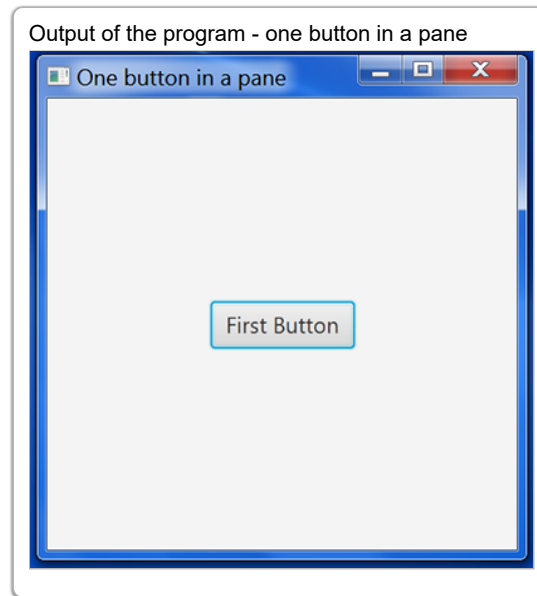 Output of the program - one button in a pane
One button in a pane
First Button